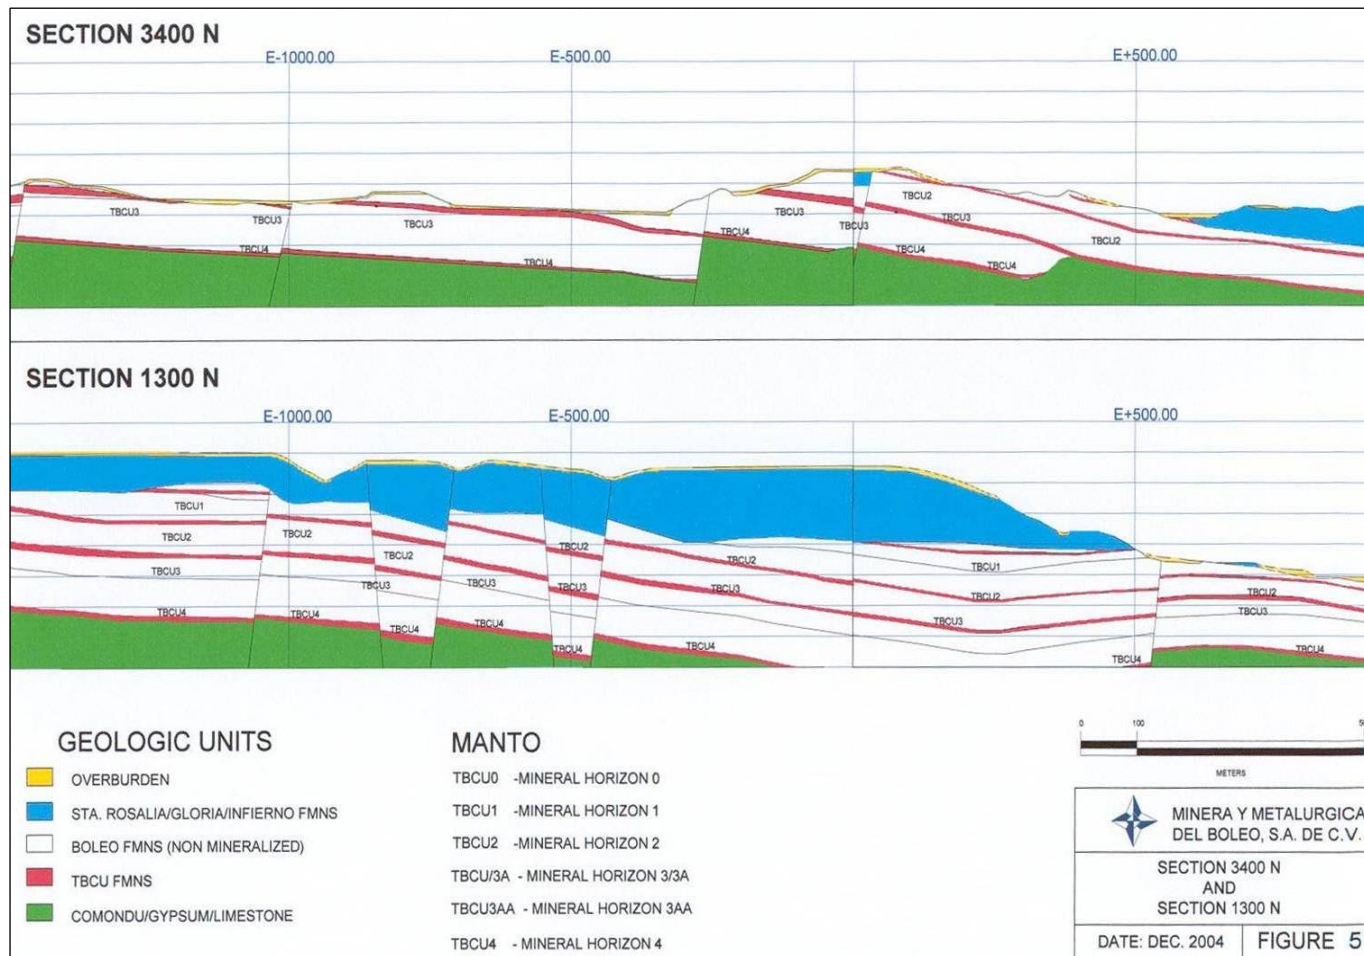 SECTION 3400 N
E-1000.00 E-500.00 E+500.00
TBCU2
TBCU3 TBCU3 TBCU3 TBCU3 TBCU3 TBCU3
TBCU2
TBCU4 TBCU4 TBCU4 TBCU4 TBCU4
SECTION 1300 N
E-1000.00 E-500.00 E+500.00
TBCU1
TBCU2 TBCU2 TBCU2 TBCU2 TBCU2
TBCU1
TBCU3 TBCU3 TBCU3 TBCU3 TBCU3 TBCU2 TBCU2
TBCU3 TBCU3
TBCU4 TBCU4 TBCU4 TBCU4 TBCU4 TBCU4 TBCU4 TBCU4
GEOLOGIC UNITS
OVERBURDEN
STA. ROSALIA/GLORIA/INFIERNO FMNS
BOLEO FMNS (NON MINERALIZED)
TBCU FMNS
COMONDU/GYPSUM/LIMESTONE
MANTO
TBCU0 -MINERAL HORIZON 0
TBCU1 -MINERAL HORIZON 1
TBCU2 -MINERAL HORIZON 2
TBCU/3A - MINERAL HORIZON 3/3A
TBCU3AA - MINERAL HORIZON 3AA
TBCU4 - MINERAL HORIZON 4
0 100
METERS
MINERA Y METALURGICA
DEL BOLEO, S.A. DE C.V.
SECTION 3400 N
AND
SECTION 1300 N
DATE: DEC. 2004 FIGURE 5